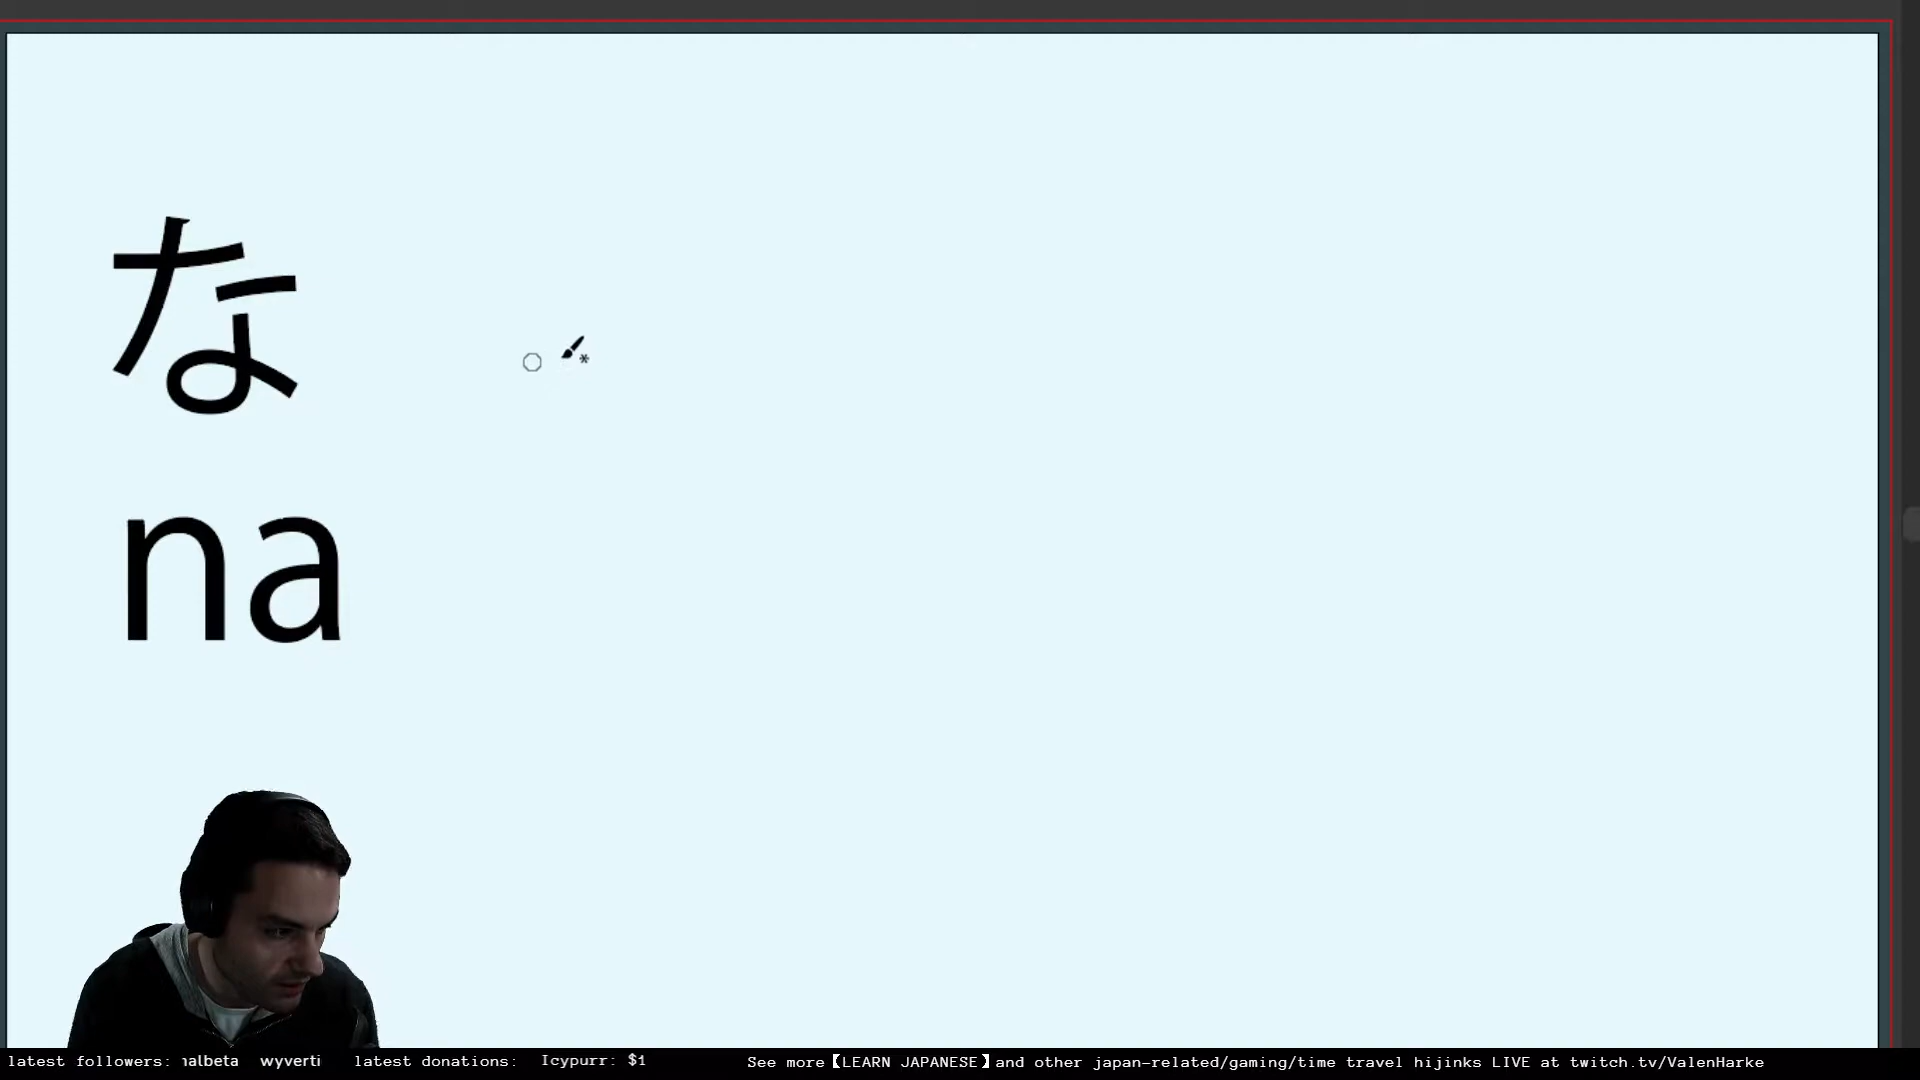 な
na
latest followers: nalbeta wyverti latest donations: Icypurr: $1 See more【LEARN JAPANESE】and other japan-related/gaming/time travel hijinks LIVE at twitch.tv/ValenHarke